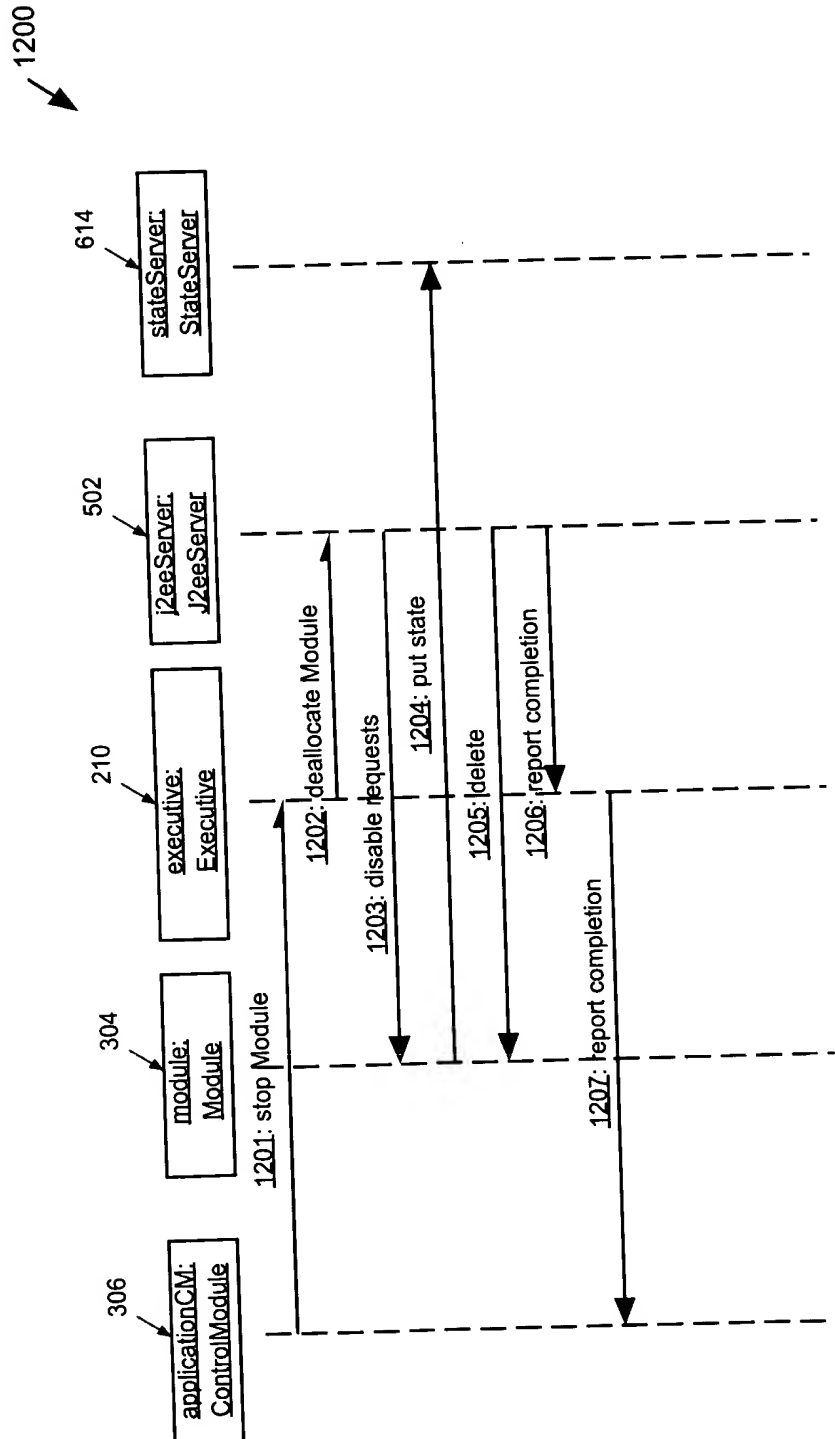 1200
306
applicationCM:
ControlModule
304
module:
Module
210
executive:
Executive
502
j2eeServer:
J2eeServer
614
stateServer:
StateServer
1201: stop Module
1202: deallocate Module
1203: disable requests
1204: put state
1205: delete
1206: report completion
1207: report completion